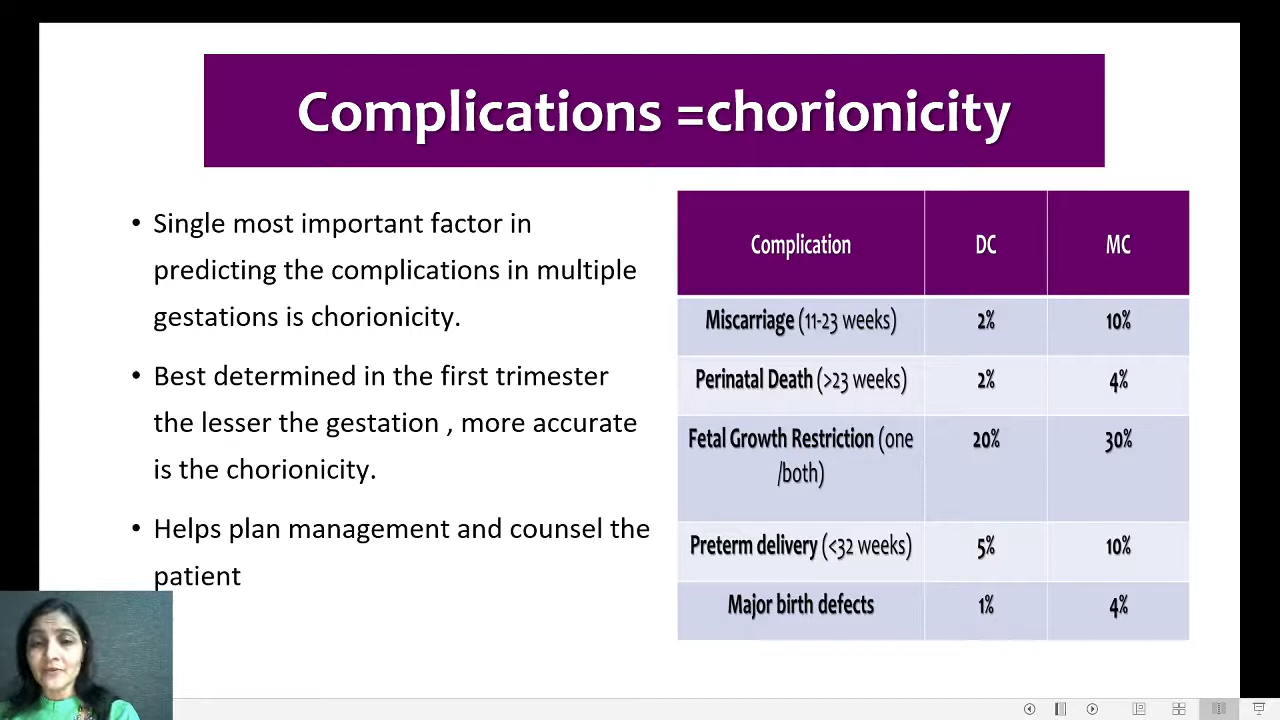 Complications =chorionicity
• Single most important factor in
predicting the complications in multiple
gestations is chorionicity.
• Best determined in the first trimester
the lesser the gestation , more accurate
is the chorionicity.
• Helps plan management and counsel the
patient
Complication DC MC
Miscarriage (11-23 weeks) 2% 10%
Perinatal Death (>23 weeks) 2% 4%
Fetal Growth Restriction (one 20% 30%
/both)
Preterm delivery (<32 weeks) 5% 10%
Major birth defects 1% 4%